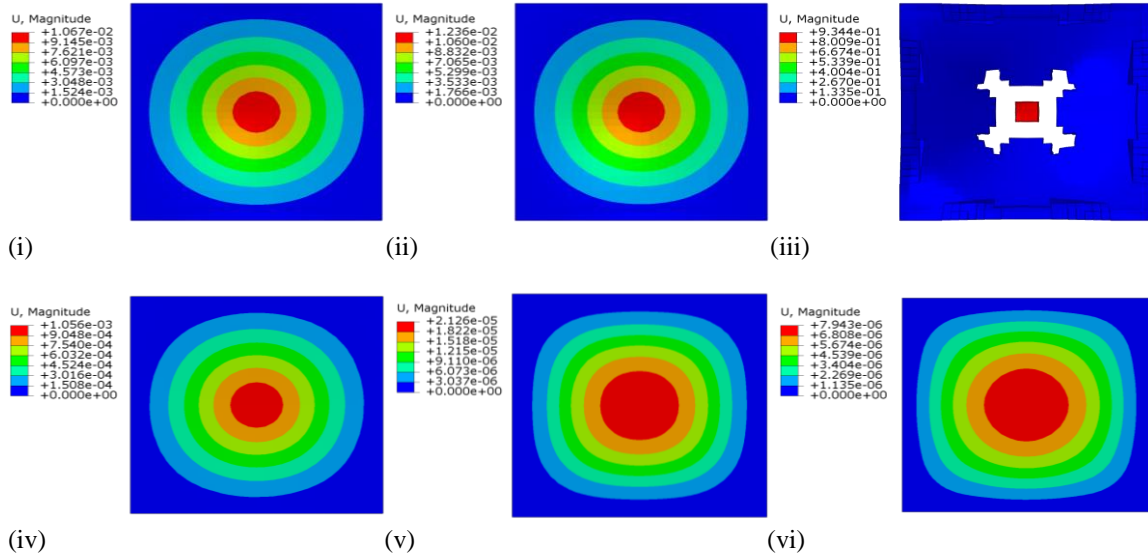 U, Magnitude
+1.067e-02
+9.145e-03
+7.621e-03
+6.097e-03
+4.573e-03
+3.048e-03
+1.524e-03
+0.000e+00
(i)
U, Magnitude
+1.236e-02
+1.060e-02
+8.832e-03
+7.065e-03
+5.299e-03
+3.533e-03
+1.766e-03
+0.000e+00
(ii)
U, Magnitude
+9.344e-01
+8.009e-01
+6.674e-01
+5.339e-01
+4.004e-01
+2.670e-01
+1.335e-01
+0.000e+00
(iii)
U, Magnitude
+1.056e-03
+9.048e-04
+7.540e-04
+6.032e-04
+4.524e-04
+3.016e-04
+1.508e-04
+0.000e+00
(iv)
U, Magnitude
+2.126e-05
+1.822e-05
+1.518e-05
+1.215e-05
+9.110e-06
+6.073e-06
+3.037e-06
+0.000e+00
(v)
U, Magnitude
+7.943e-06
+6.808e-06
+5.674e-06
+4.539e-06
+3.404e-06
+2.269e-06
+1.135e-06
+0.000e+00
(vi)